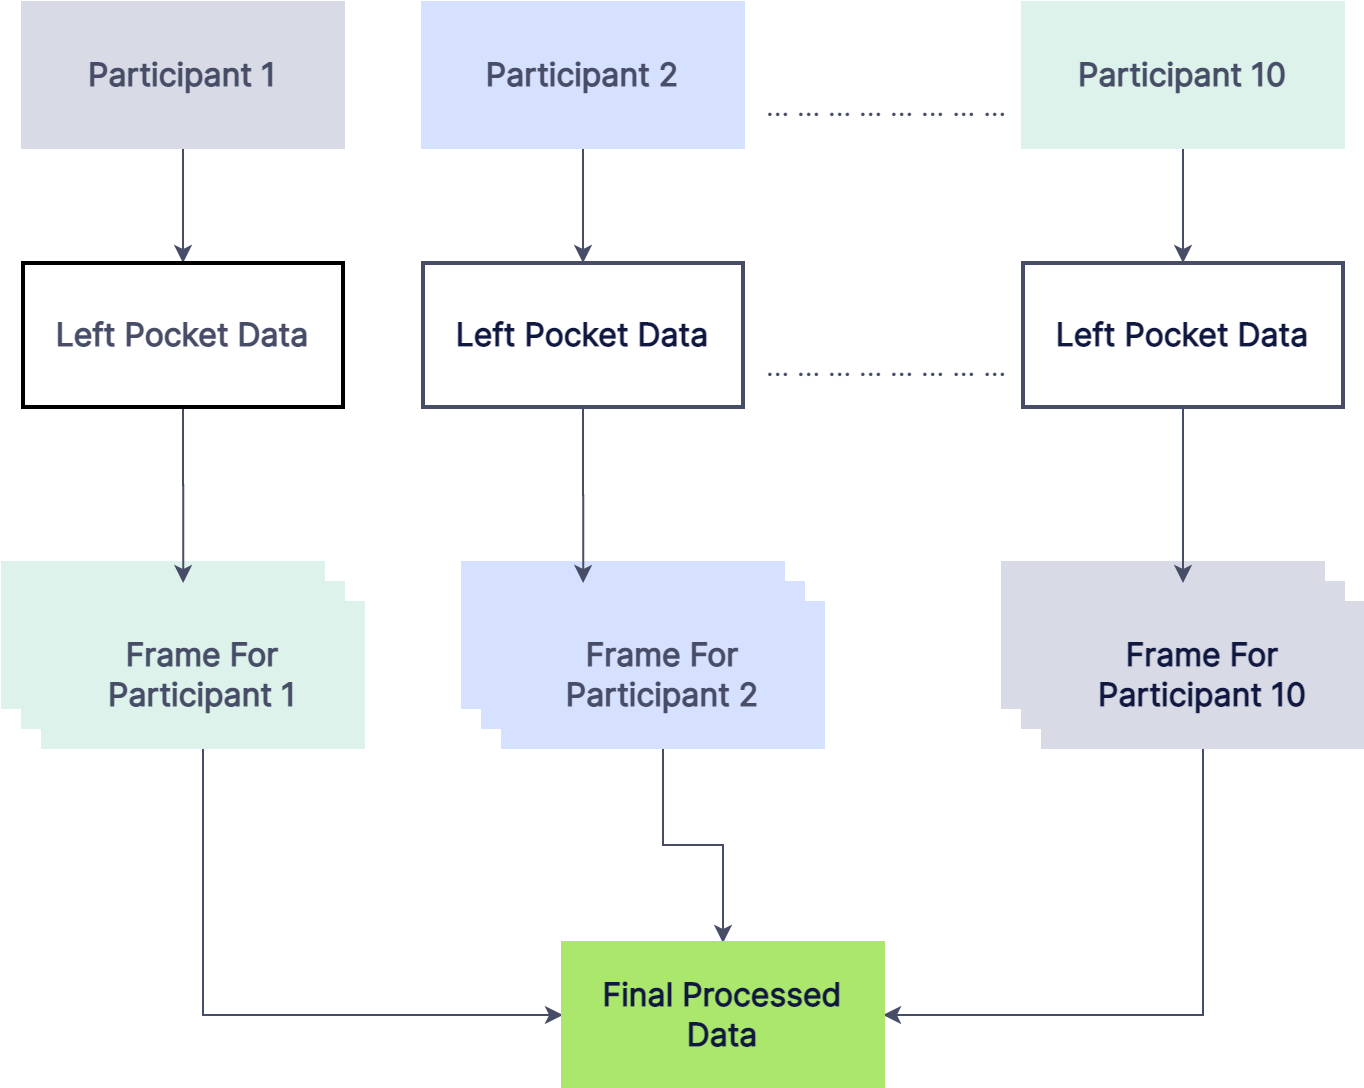 Participant 1
Participant 2
... ... ... ... ... ... ... ...
Participant 10
Left Pocket Data
Left Pocket Data
... ... ... ... ... ... ... ...
Left Pocket Data
Frame For
Participant 1
Frame For
Participant 2
Frame For
Participant 10
Final Processed
Data